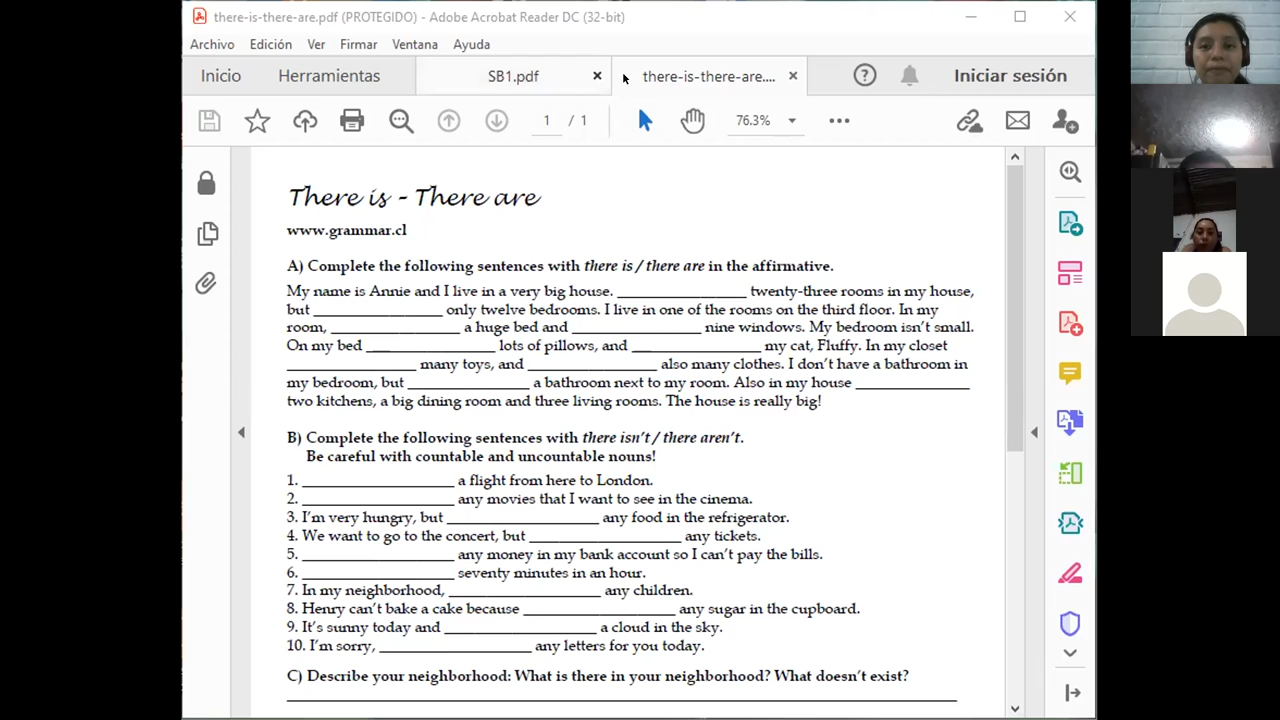 there-is-there-are.pdf (PROTEGIDO) - Adobe Acrobat Reader DC (32-bit)
Archivo Edición Ver Firmar Ventana Ayuda
Inicio Herramientas SB1.pdf there-is-there-are.... Iniciar sesión
1 / 1 76.3%
There is - There are
www.grammar.cl
A) Complete the following sentences with there is / there are in the affirmative.
My name is Annie and I live in a very big house. ________________ twenty-three rooms in my house,
but ________________ only twelve bedrooms. I live in one of the rooms on the third floor. In my
room, ________________ a huge bed and ________________ nine windows. My bedroom isn't small.
On my bed ________________ lots of pillows, and ________________ my cat, Fluffy. In my closet
________________ many toys, and ________________ also many clothes. I don't have a bathroom in
my bedroom, but ________________ a bathroom next to my room. Also in my house ______________
two kitchens, a big dining room and three living rooms. The house is really big!
B) Complete the following sentences with there isn't / there aren't.
Be careful with countable and uncountable nouns!
1. ___________________ a flight from here to London.
2. ___________________ any movies that I want to see in the cinema.
3. I'm very hungry, but ___________________ any food in the refrigerator.
4. We want to go to the concert, but ___________________ any tickets.
5. ___________________ any money in my bank account so I can't pay the bills.
6. ___________________ seventy minutes in an hour.
7. In my neighborhood, ___________________ any children.
8. Henry can't bake a cake because ___________________ any sugar in the cupboard.
9. It's sunny today and ___________________ a cloud in the sky.
10. I'm sorry, ___________________ any letters for you today.
C) Describe your neighborhood: What is there in your neighborhood? What doesn't exist?